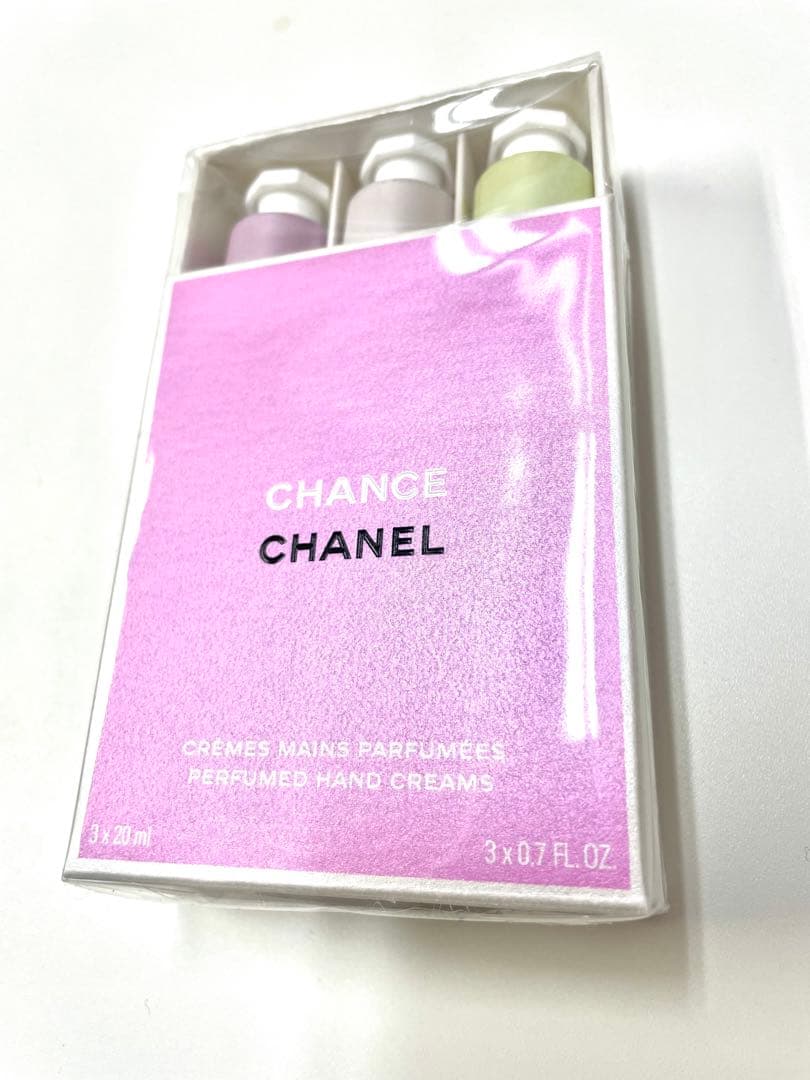 CHANCE
CHANEL
CRÈMES MAINS PARFUMÉES
PERFUMED HAND CREAMS
3 x 20 ml
3 x 0.7 FL. OZ.